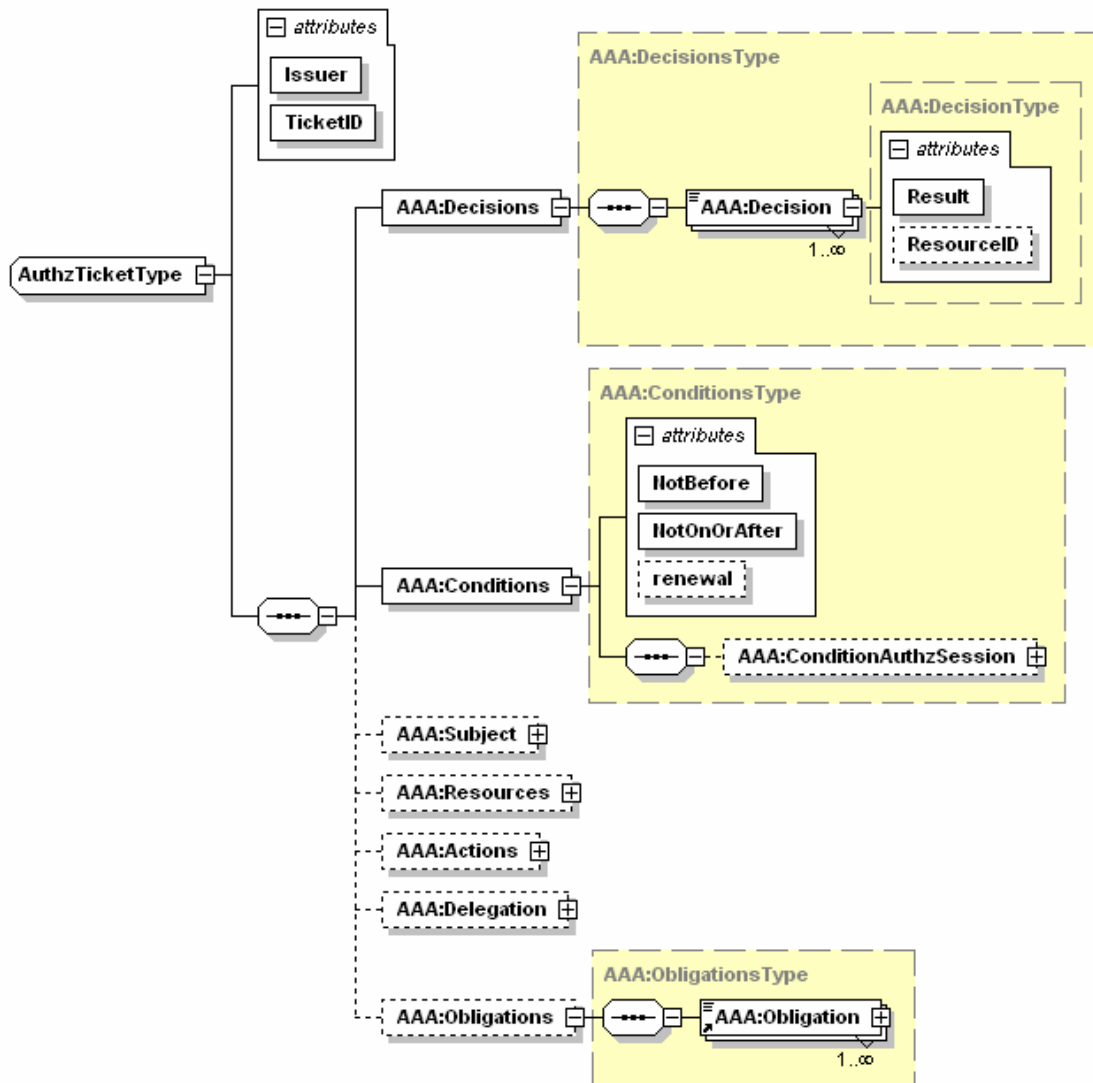 attributes
Issuer
TicketID
AAA:DecisionsType
AAA:DecisionType
attributes
AAA:Decisions
AAA:Decision
Result
1..∞
ResourceID
AuthzTicketType
AAA:ConditionsType
attributes
NotBefore
NotOnOrAfter
AAA:Conditions
renewal
AAA:ConditionAuthzSession
AAA:Subject
AAA:Resources
AAA:Actions
AAA:Delegation
AAA:ObligationsType
AAA:Obligations
AAA:Obligation
1..∞